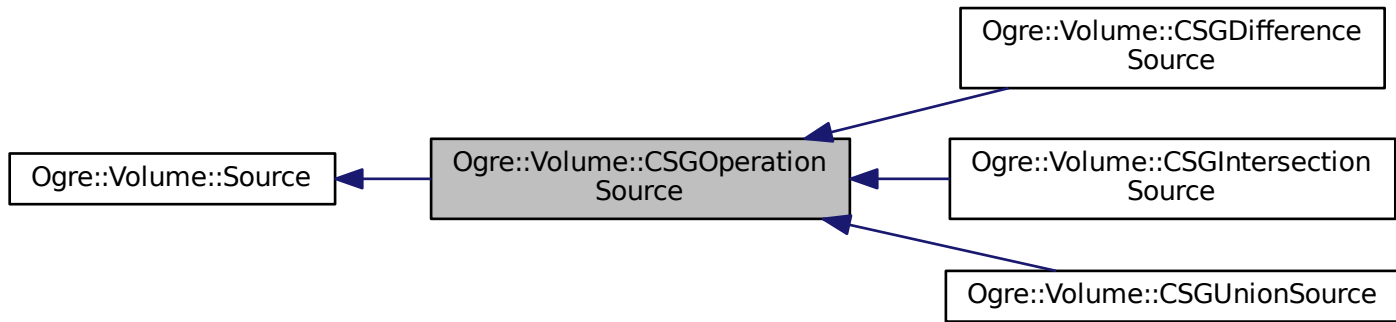 Ogre::Volume::Source
Ogre::Volume::CSGOperation
Source
Ogre::Volume::CSGDifference
Source
Ogre::Volume::CSGIntersection
Source
Ogre::Volume::CSGUnionSource